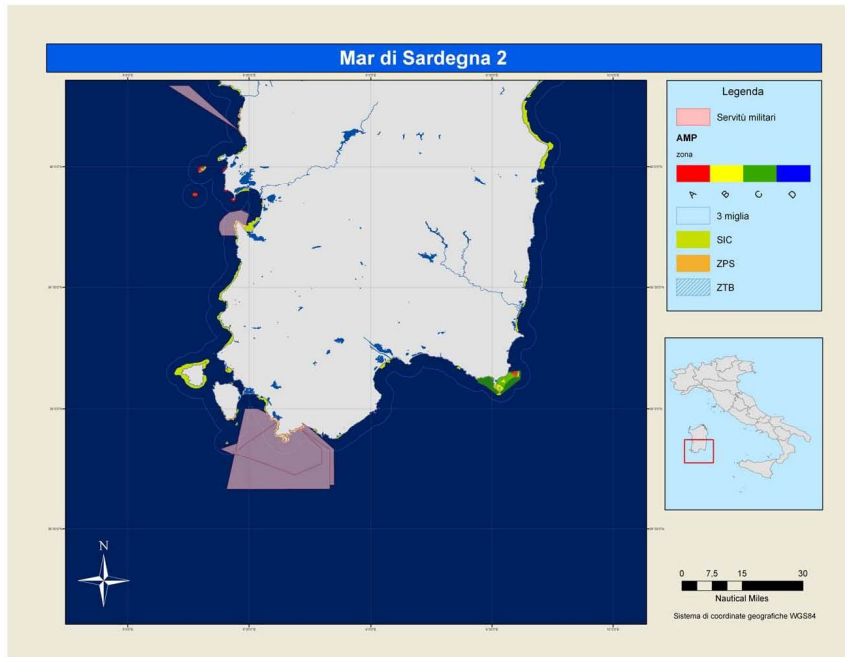 Mar di Sardegna 2
Legenda
Servitù militari
AMP
zona
A B C D
3 miglia
SIC
ZPS
ZTB
N
0 7,5 15 30
Nautical Miles
Sistema di coordinate geografiche WGS84